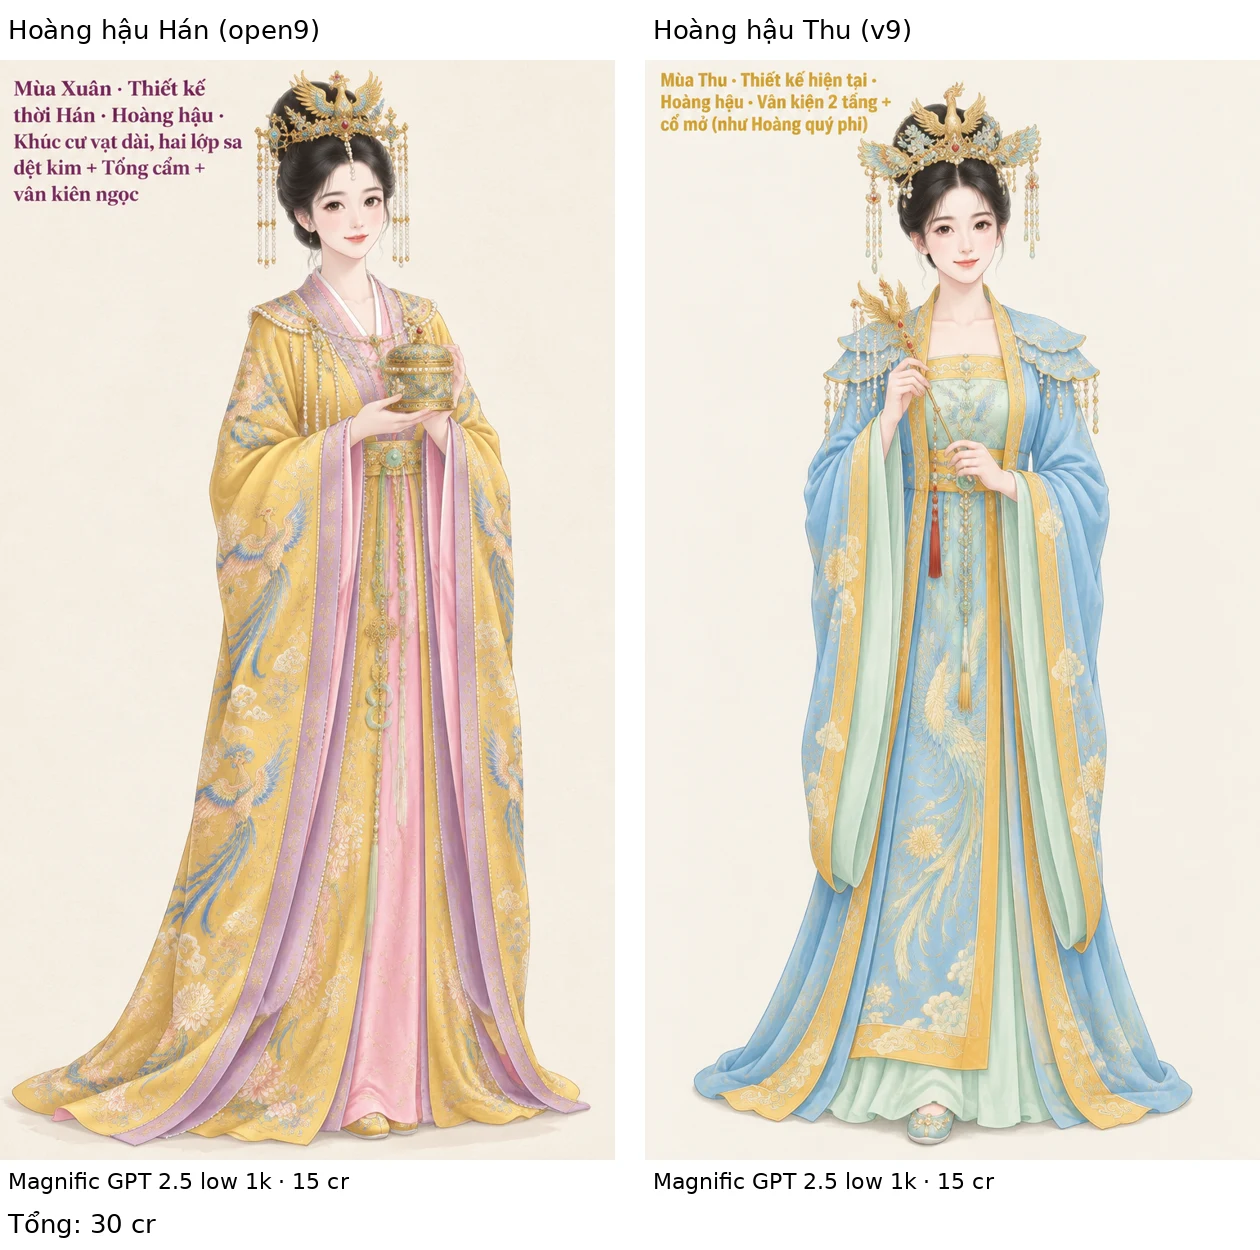 Hoàng hậu Hán (open9)
Mùa Xuân · Thiết kế
thời Hán · Hoàng hậu ·
Khúc cư vạt dài, hai lớp sa
dệt kim + Tống cẩm +
vân kiên ngọc
Magnific GPT 2.5 low 1k · 15 cr
Hoàng hậu Thu (v9)
Mùa Thu · Thiết kế hiện tại ·
Hoàng hậu · Vân kiện 2 tầng +
cổ mở (như Hoàng quý phi)
Magnific GPT 2.5 low 1k · 15 cr
Tổng: 30 cr